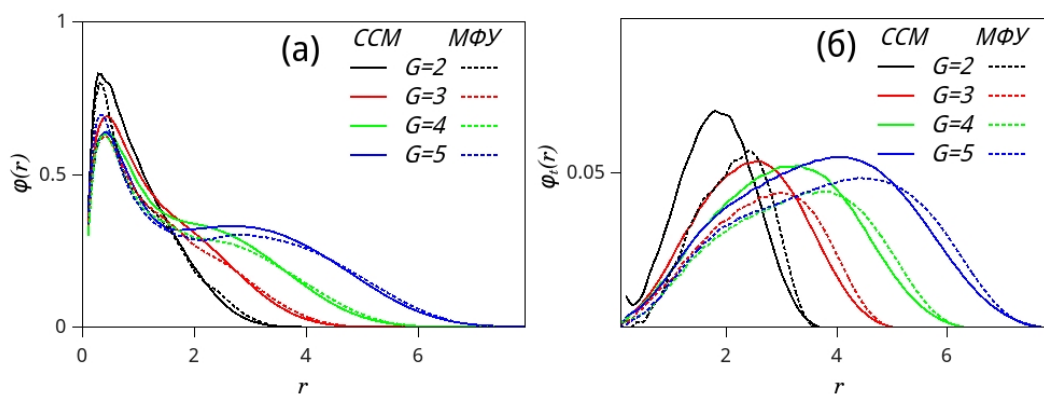 1
0.5
0
φ(r)
(а)
ССМ МФУ
G=2
G=3
G=4
G=5
0 2 4 6
r
0.05
φt(r)
(б)
ССМ МФУ
G=2
G=3
G=4
G=5
2 4 6
r